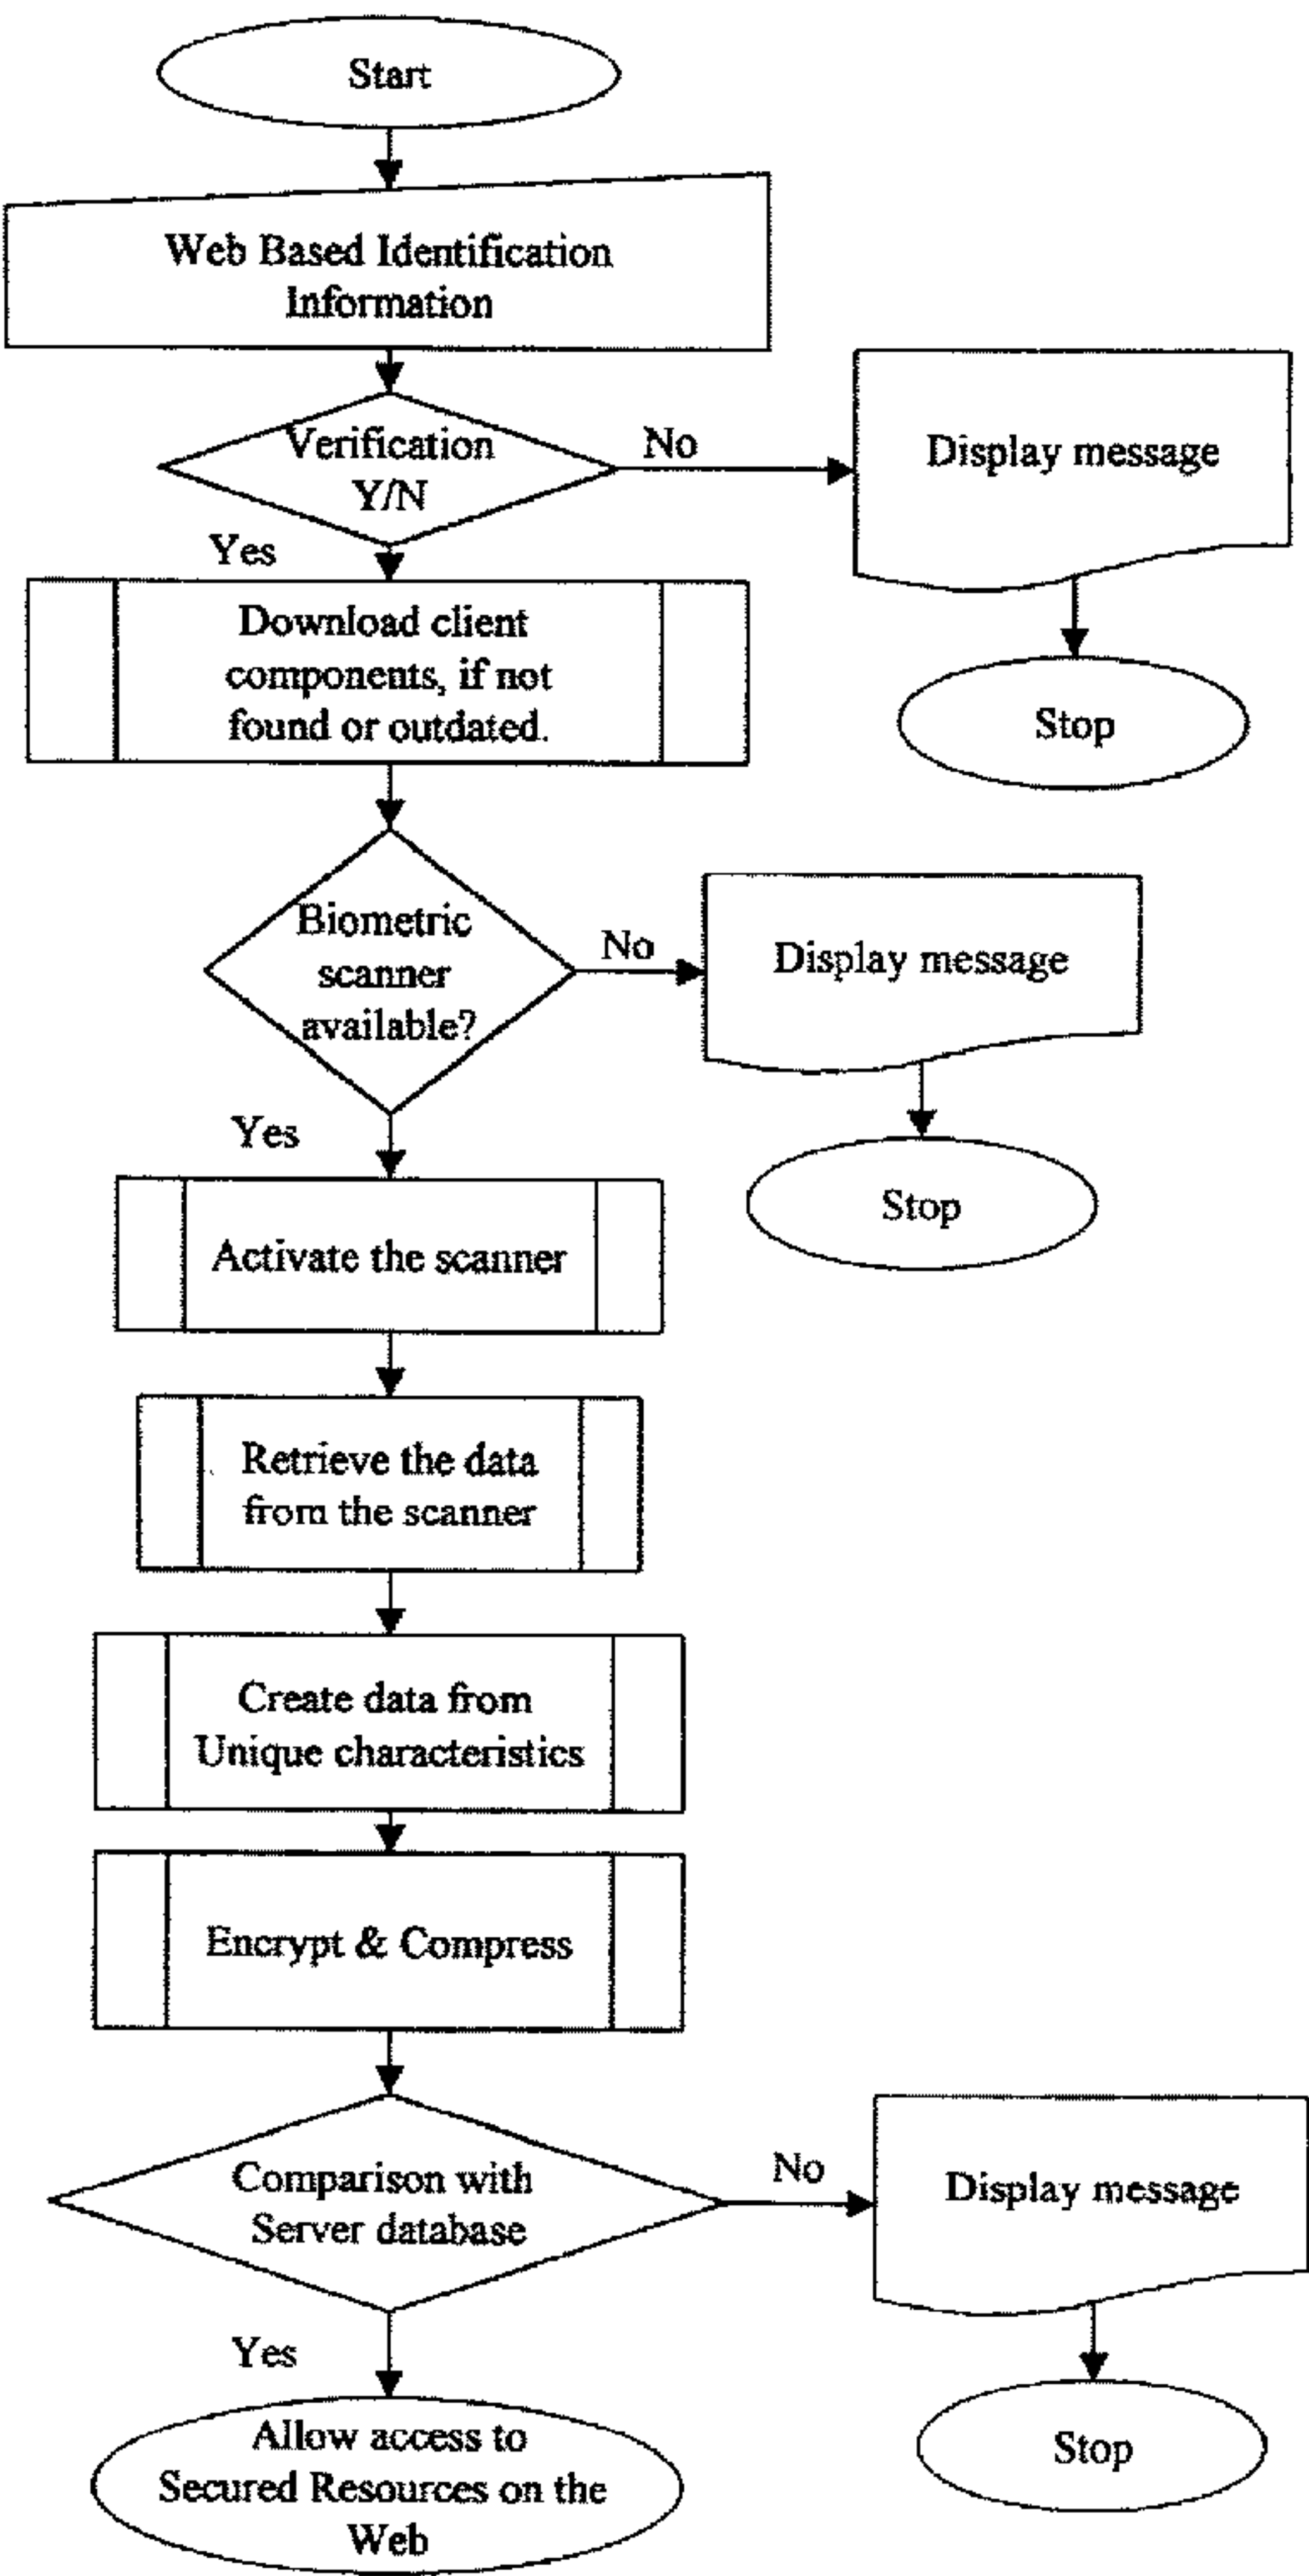 Start
Web Based Identification
Information
Verification
Y/N
No
Display message
Yes
Download client
components, if not
found or outdated.
Stop
Biometric
scanner
available?
No
Display message
Yes
Stop
Activate the scanner
Retrieve the data
from the scanner
Create data from
Unique characteristics
Encrypt & Compress
Comparison with
Server database
No
Display message
Yes
Stop
Allow access to
Secured Resources on the
Web